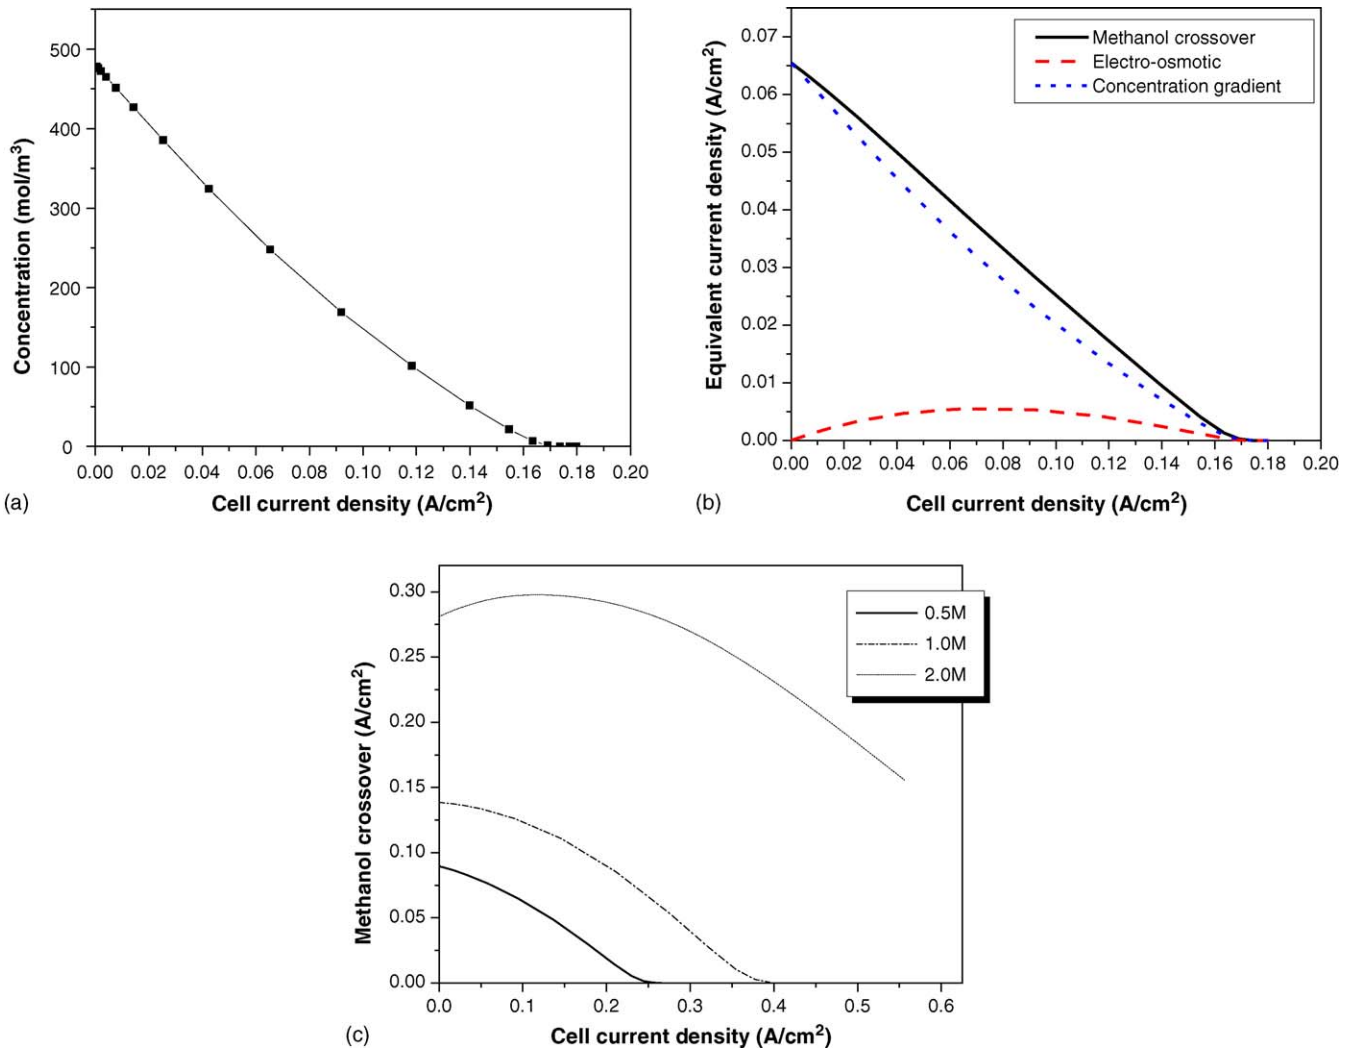 500
400
300
200
100
0
Concentration (mol/m³)
0.00 0.02 0.04 0.06 0.08 0.10 0.12 0.14 0.16 0.18 0.20
Cell current density (A/cm²)
(a)
0.07
0.06
0.05
0.04
0.03
0.02
0.01
0.00
Equivalent current density (A/cm²)
Methanol crossover
Electro-osmotic
Concentration gradient
0.00 0.02 0.04 0.06 0.08 0.10 0.12 0.14 0.16 0.18 0.20
Cell current density (A/cm²)
(b)
0.30
0.25
0.20
0.15
0.10
0.05
0.00
Methanol crossover (A/cm²)
0.5M
1.0M
2.0M
0.0 0.1 0.2 0.3 0.4 0.5 0.6
Cell current density (A/cm²)
(c)